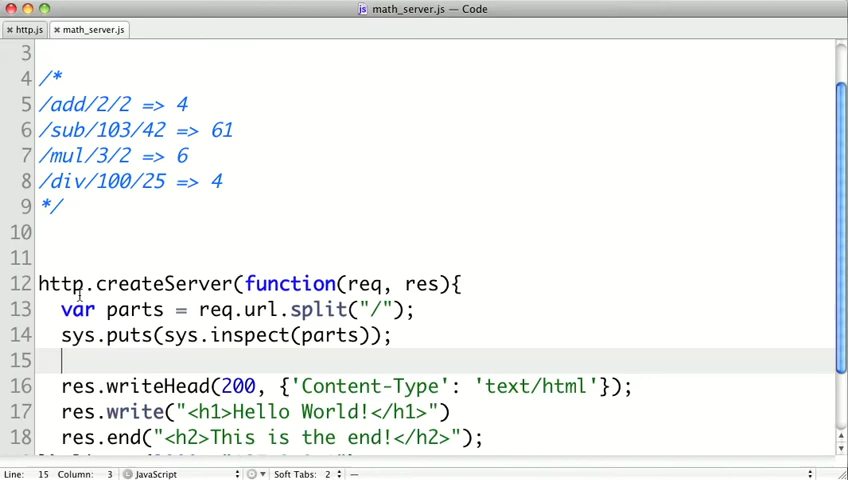 math_server.js — Code
http.js
math_server.js
3
4 /*
5 /add/2/2 => 4
6 /sub/103/42 => 61
7 /mul/3/2 => 6
8 /div/100/25 => 4
9 */
10
11
12 http.createServer(function(req, res){
13 var parts = req.url.split("/");
14 sys.puts(sys.inspect(parts));
15
16 res.writeHead(200, {'Content-Type': 'text/html'});
17 res.write("<h1>Hello World!</h1>")
18 res.end("<h2>This is the end!</h2>");
Line: 15 Column: 3 JavaScript Soft Tabs: 2 —